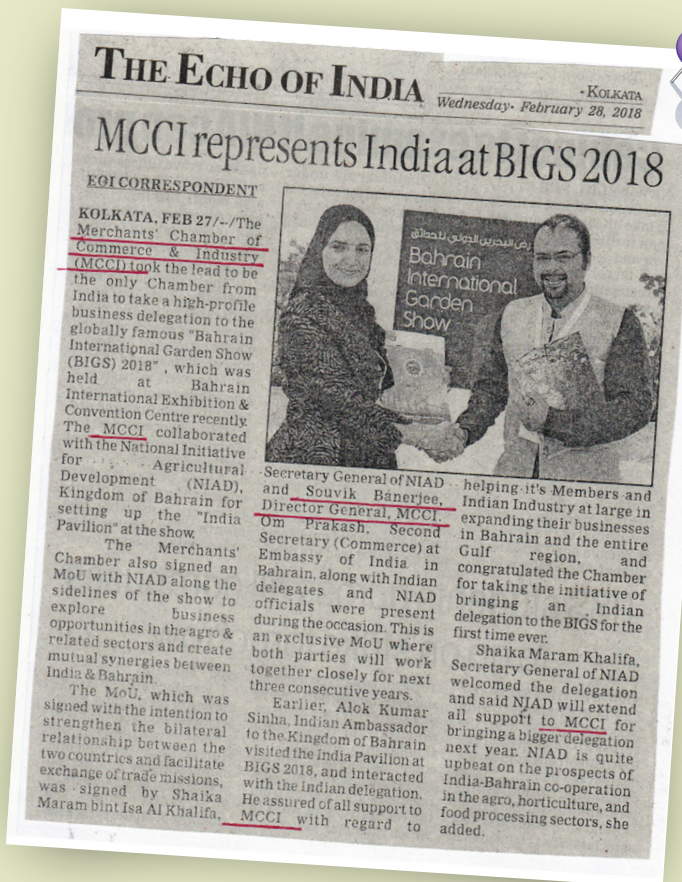 THE ECHO OF INDIA
• KOLKATA
Wednesday• February 28, 2018
MCCI represents India at BIGS 2018
EOI CORRESPONDENT
KOLKATA, FEB 27/--/The
Merchants' Chamber of
Commerce & Industry
(MCCI) took the lead to be
the only Chamber from
India to take a high-profile
business delegation to the
globally famous "Bahrain
International Garden Show
(BIGS) 2018" , which was
held at Bahrain
International Exhibition &
Convention Centre recently.
The MCCI collaborated
with the National Initiative
for Agricultural
Development (NIAD),
Kingdom of Bahrain for
setting up the "India
Pavilion" at the show.
The Merchants'
Chamber also signed an
MoU with NIAD along the
sidelines of the show to
explore business
opportunities in the agro &
related sectors and create
mutual synergies between
India & Bahrain.
The MoU, which was
signed with the intention to
strengthen the bilateral
relationship between the
two countries and facilitate
exchange of trade missions,
was signed by Shaika
Maram bint Isa Al Khalifa,
Bahrain
International
Garden
Show
Secretary General of NIAD
and Souvik Banerjee,
Director General, MCCI.
Om Prakash, Second
Secretary (Commerce) at
Embassy of India in
Bahrain, along with Indian
delegates and NIAD
officials were present
during the occasion. This is
an exclusive MoU where
both parties will work
together closely for next
three consecutive years.
Earlier, Alok Kumar
Sinha, Indian Ambassador
to the Kingdom of Bahrain
visited the India Pavilion at
BIGS 2018, and interacted
with the Indian delegation.
He assured of all support to
MCCI with regard to
helping it's Members and
Indian Industry at large in
expanding their businesses
in Bahrain and the entire
Gulf region, and
congratulated the Chamber
for taking the initiative of
bringing an Indian
delegation to the BIGS for the
first time ever.
Shaika Maram Khalifa,
Secretary General of NIAD
welcomed the delegation
and said NIAD will extend
all support to MCCI for
bringing a bigger delegation
next year. NIAD is quite
upbeat on the prospects of
India-Bahrain co-operation
in the agro, horticulture, and
food processing sectors, she
added.